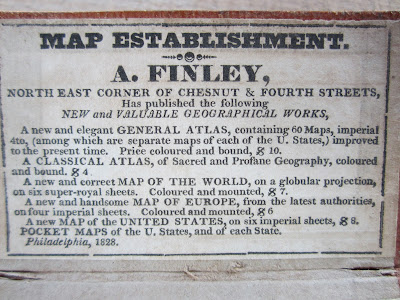 MAP ESTABLISHMENT.
A. FINLEY,
NORTH EAST CORNER OF CHESNUT & FOURTH STREETS,
Has published the following
NEW and VALUABLE GEOGRAPHICAL WORKS,
A new and elegant GENERAL ATLAS, containing 60 Maps, imperial
4to, (among which are separate maps of each of the U. States,) improved
to the present time. Price coloured and bound, $ 10.
A CLASSICAL ATLAS, of Sacred and Profane Geography, coloured
and bound. $ 4
A new and correct MAP OF THE WORLD, on a globular projection,
on six super-royal sheets. Coloured and mounted, $ 7.
A new and handsome MAP OF EUROPE, from the latest authorities,
on four imperial sheets. Coloured and mounted, $ 6
A new MAP of the UNITED STATES, on six imperial sheets, $ 8.
POCKET MAPS of the U. States, and of each State.
Philadelphia, 1828.